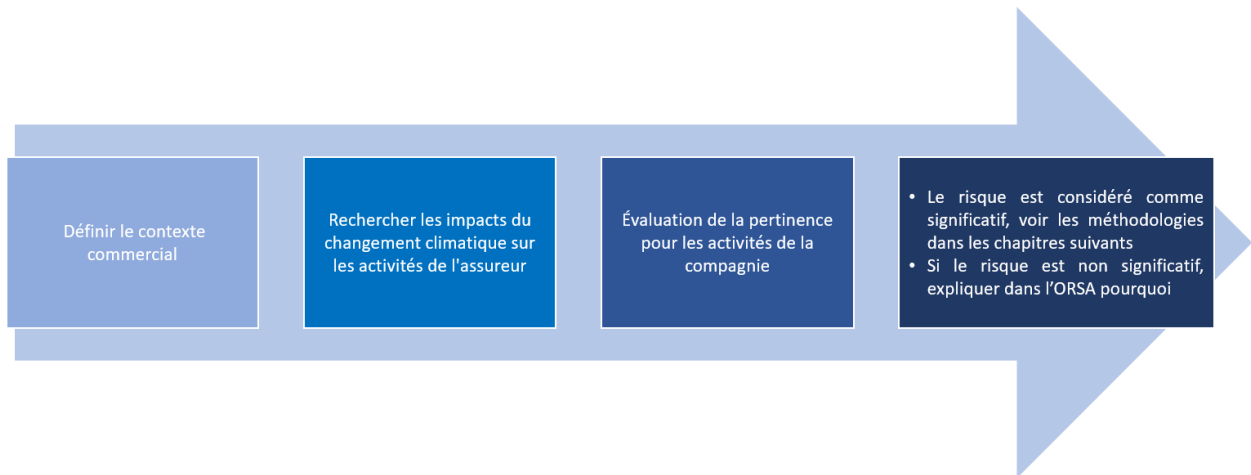 Définir le contexte
commercial
Rechercher les impacts du
changement climatique sur
les activités de l'assureur
Évaluation de la pertinence
pour les activités de la
compagnie
• Le risque est considéré comme
significatif, voir les méthodologies
dans les chapitres suivants
• Si le risque est non significatif,
expliquer dans l’ORSA pourquoi